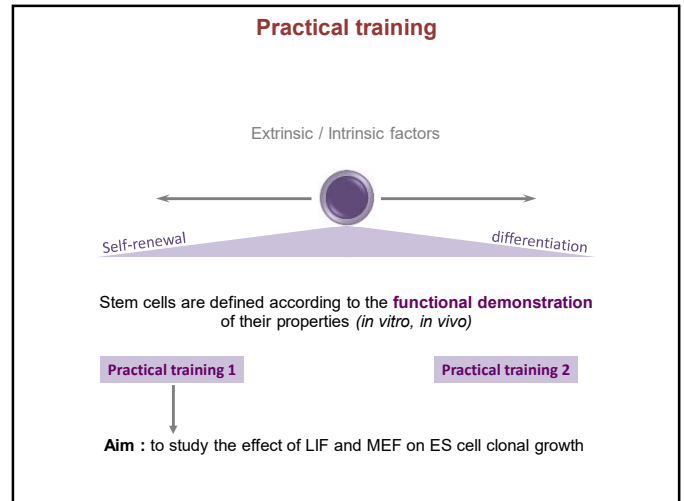 Practical training
Extrinsic / Intrinsic factors
Self-renewal
differentiation
Stem cells are defined according to the functional demonstration
of their properties (in vitro, in vivo)
Practical training 1
Practical training 2
Aim : to study the effect of LIF and MEF on ES cell clonal growth